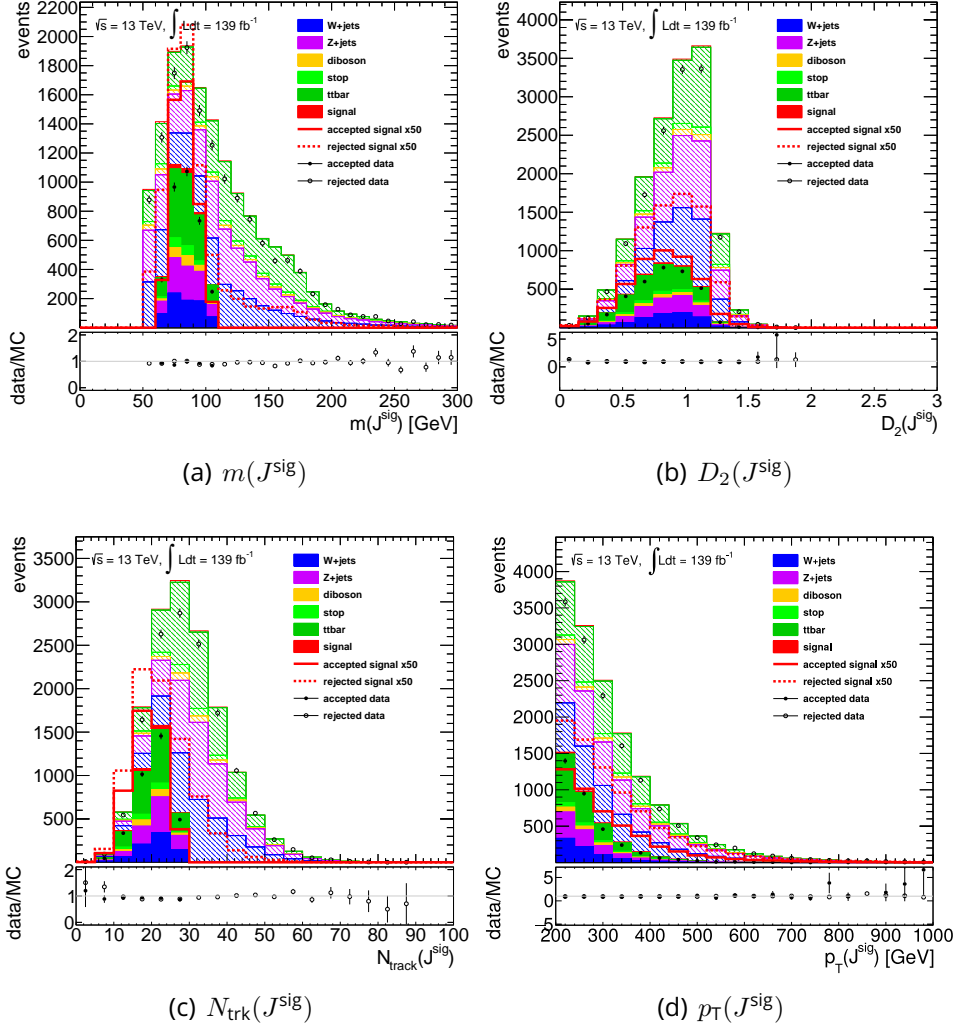 events
√s = 13 TeV, ∫ Ldt = 139 fb⁻¹
W+jets
Z+jets
diboson
stop
ttbar
signal
accepted signal x50
rejected signal x50
accepted data
rejected data
2200
2000
1800
1600
1400
1200
1000
800
600
400
200
data/MC
2
1
0
0 50 100 150 200 250 300
m(J^sig) [GeV]
(a) m(J^sig)
events
√s = 13 TeV, ∫ Ldt = 139 fb⁻¹
W+jets
Z+jets
diboson
stop
ttbar
signal
accepted signal x50
rejected signal x50
accepted data
rejected data
4000
3500
3000
2500
2000
1500
1000
500
0
data/MC
5
0
0 0.5 1 1.5 2 2.5 3
D_2(J^sig)
(b) D_2(J^sig)
events
√s = 13 TeV, ∫ Ldt = 139 fb⁻¹
W+jets
Z+jets
diboson
stop
ttbar
signal
accepted signal x50
rejected signal x50
accepted data
rejected data
3500
3000
2500
2000
1500
1000
500
data/MC
2
1
0
0 20 40 60 80 100
N_track(J^sig)
(c) N_trk(J^sig)
events
√s = 13 TeV, ∫ Ldt = 139 fb⁻¹
W+jets
Z+jets
diboson
stop
ttbar
signal
accepted signal x50
rejected signal x50
accepted data
rejected data
4000
3500
3000
2500
2000
1500
1000
500
data/MC
5
0
5
200 300 400 500 600 700 800 900 1000
p_T(J^sig) [GeV]
(d) p_T(J^sig)